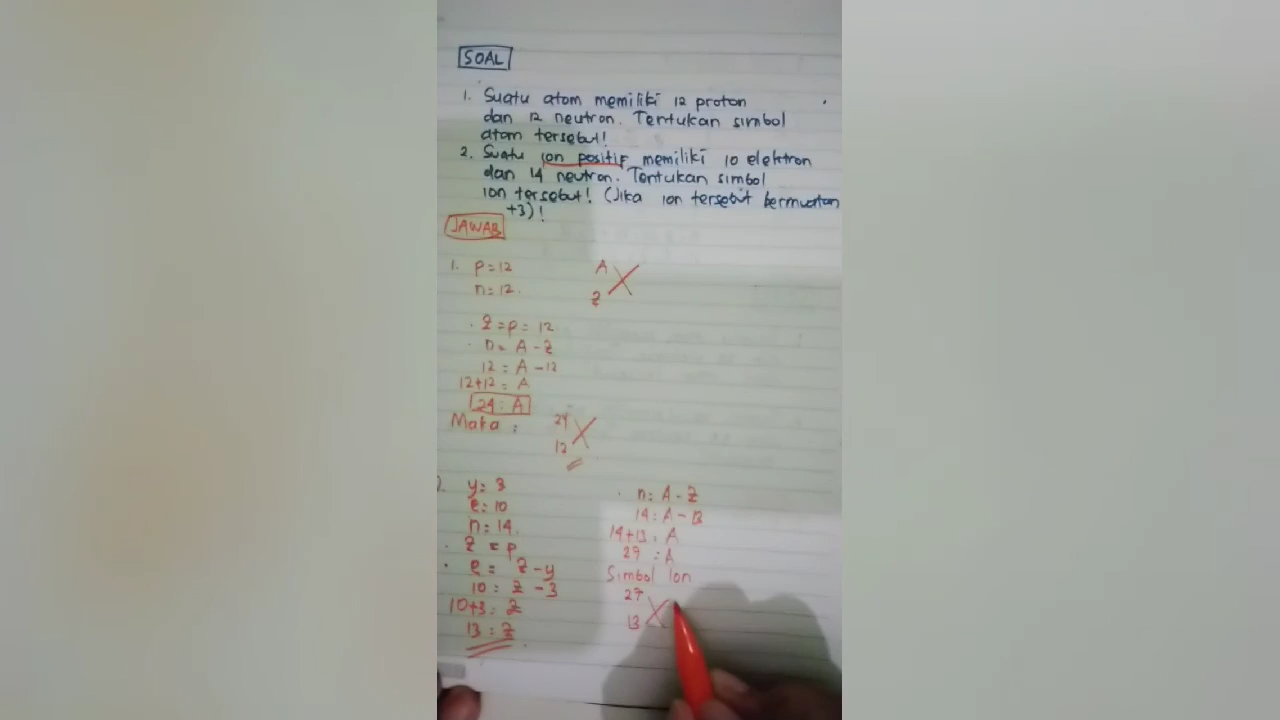 SOAL
1. Suatu atom memiliki 12 proton
dan 12 neutron. Tentukan simbol
atom tersebut!
2. Suatu ion positif memiliki 10 elektron
dan 14 neutron. Tentukan simbol
ion tersebut! (Jika ion tersebut bermuatan
+3)!
JAWAB
1. p = 12
n = 12.
A
X
Z
. Z = p = 12
. n = A - Z
12 = A - 12
12+12 = A
24 = A
Maka :
24
X
12
y = 3
e = 10
n = 14.
. Z = p
. e = Z - y
10 = Z - 3
10+3 = Z
13 = Z
. n = A - Z
14 = A - 13
14+13 = A
27 = A
Simbol Ion
27
X
13